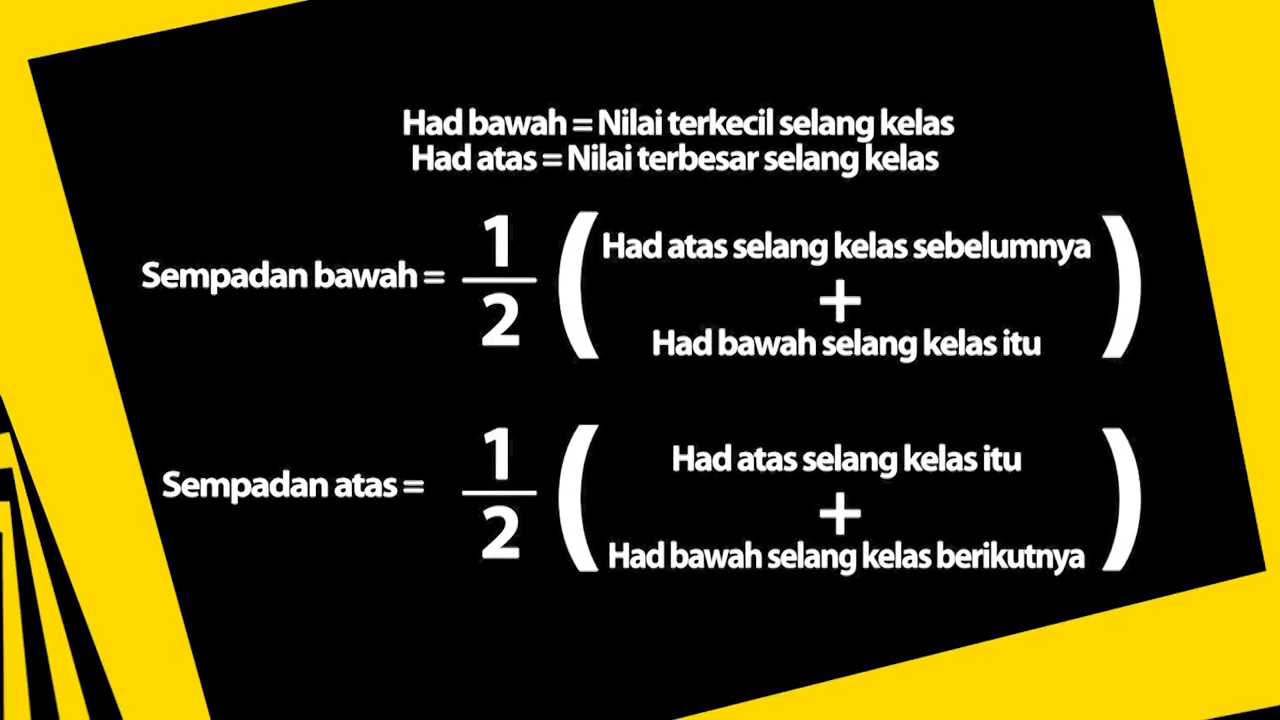 Had bawah = Nilai terkecil selang kelas
Had atas = Nilai terbesar selang kelas
Sempadan bawah = 1/2 (Had atas selang kelas sebelumnya
+
Had bawah selang kelas itu)
Sempadan atas = 1/2 (Had atas selang kelas itu
+
Had bawah selang kelas berikutnya)